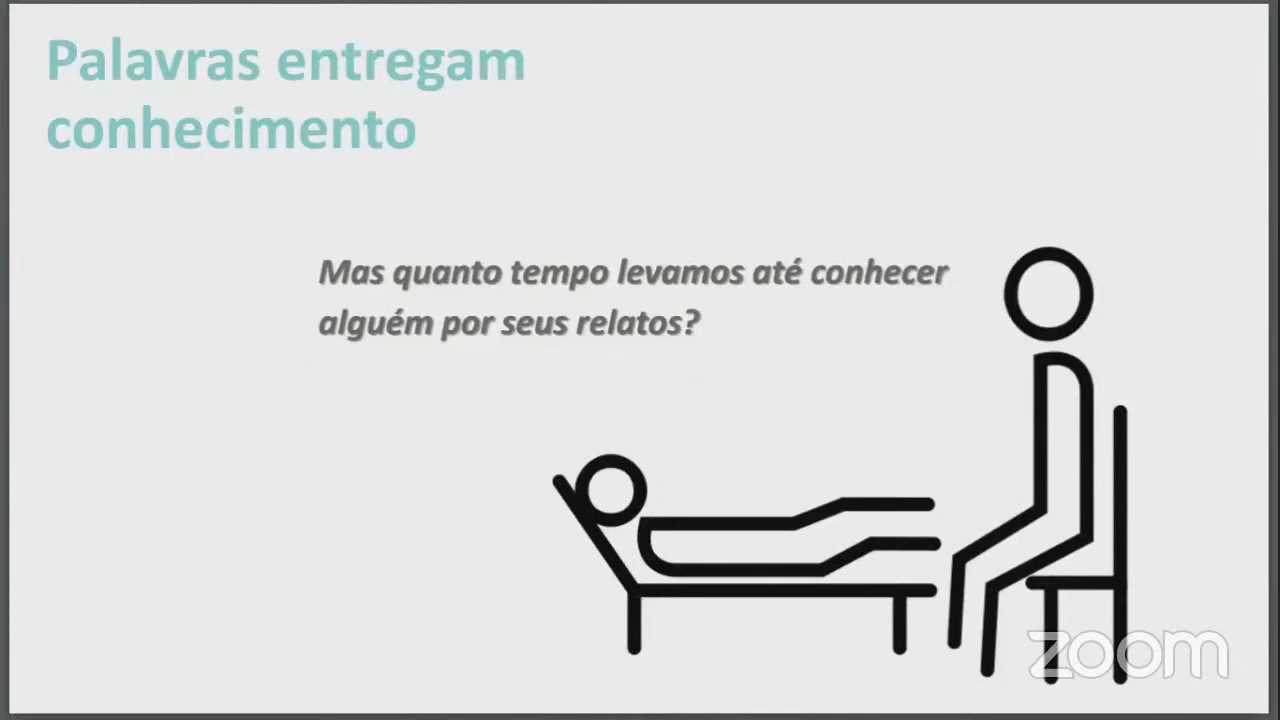 Palavras entregam
conhecimento
Mas quanto tempo levamos até conhecer
alguém por seus relatos?
zoom